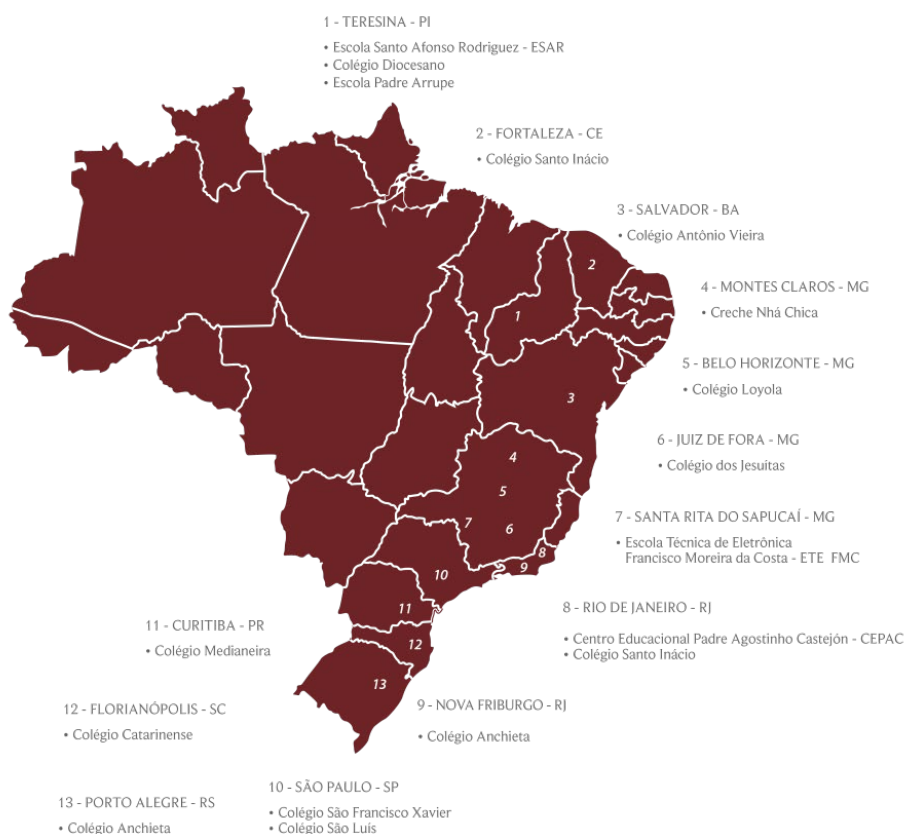 1 - TERESINA - PI
• Escola Santo Afonso Rodriguez - ESAR
• Colégio Diocesano
• Escola Padre Arrupe
2 - FORTALEZA - CE
• Colégio Santo Inácio
3 - SALVADOR - BA
• Colégio Antônio Vieira
4 - MONTES CLAROS - MG
• Creche Nhá Chica
5 - BELO HORIZONTE - MG
• Colégio Loyola
6 - JUIZ DE FORA - MG
• Colégio dos Jesuítas
7 - SANTA RITA DO SAPUCAÍ - MG
• Escola Técnica de Eletrônica
Francisco Moreira da Costa - ETE FMC
8 - RIO DE JANEIRO - RJ
• Centro Educacional Padre Agostinho Castejón - CEPAC
• Colégio Santo Inácio
9 - NOVA FRIBURGO - RJ
• Colégio Anchieta
10 - SÃO PAULO - SP
• Colégio São Francisco Xavier
• Colégio São Luís
11 - CURITIBA - PR
• Colégio Medianeira
12 - FLORIANÓPOLIS - SC
• Colégio Catarinense
13 - PORTO ALEGRE - RS
• Colégio Anchieta
2
1
3
4
5
7
6
8
9
10
11
12
13